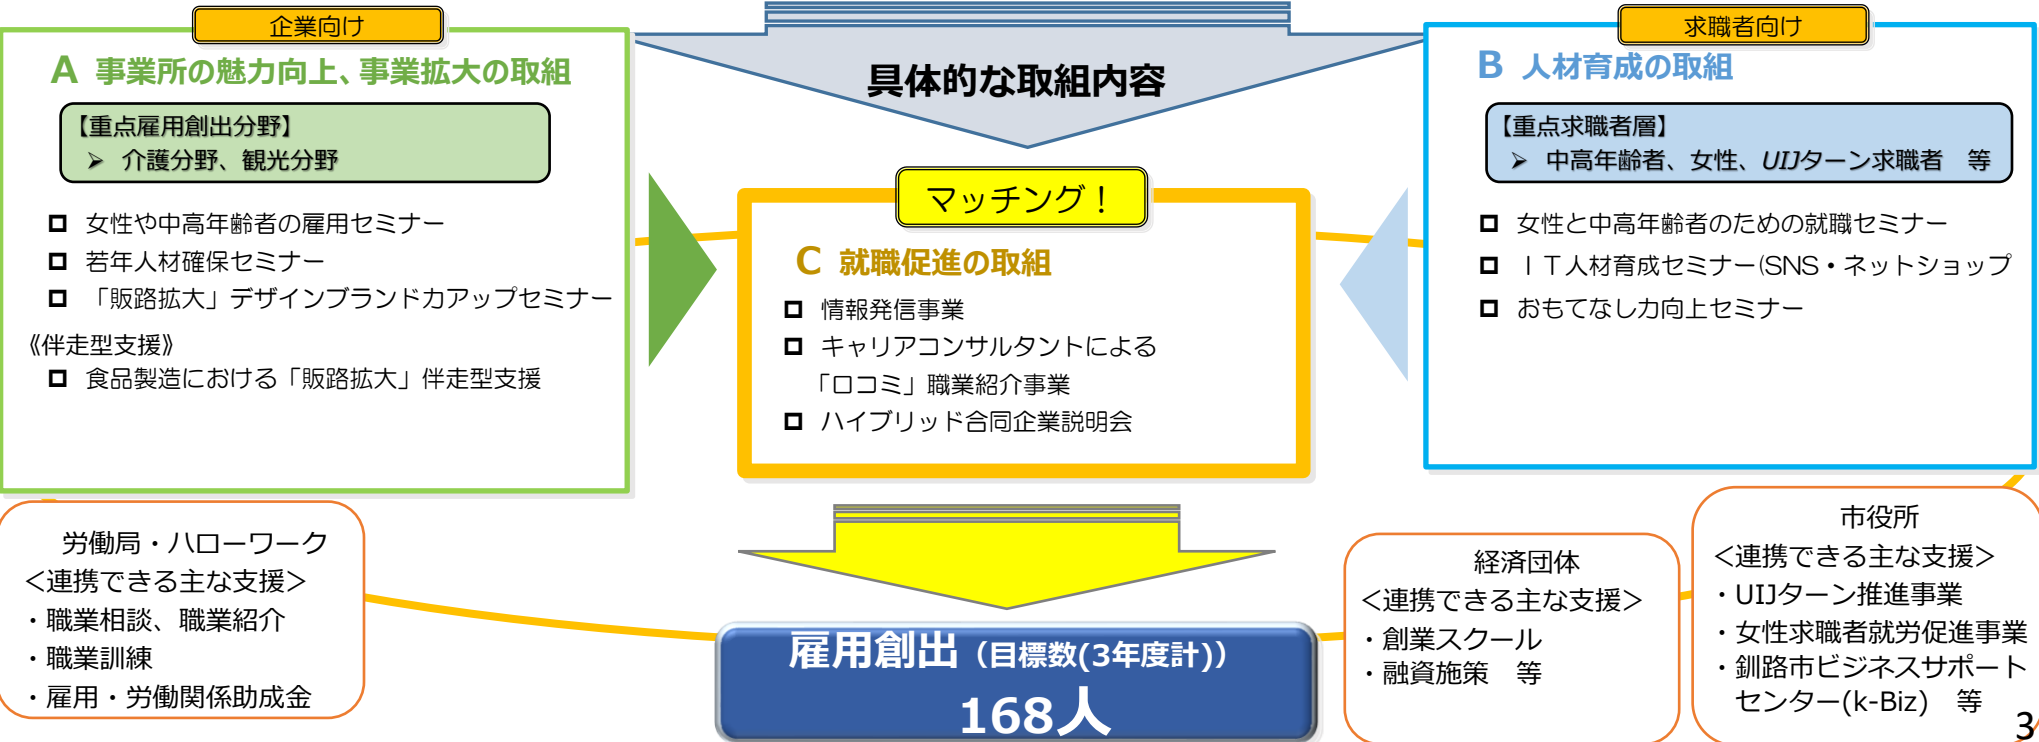 具体的な取組内容
企業向け
A 事業所の魅力向上、事業拡大の取組
【重点雇用創出分野】
➢ 介護分野、観光分野
□ 女性や中高年齢者の雇用セミナー
□ 若年人材確保セミナー
□ 「販路拡大」デザインブランド力アップセミナー
《伴走型支援》
□ 食品製造における「販路拡大」伴走型支援
マッチング！
C 就職促進の取組
□ 情報発信事業
□ キャリアコンサルタントによる
「口コミ」職業紹介事業
□ ハイブリッド合同企業説明会
求職者向け
B 人材育成の取組
【重点求職者層】
➢ 中高年齢者、女性、UIJターン求職者　等
□ 女性と中高年齢者のための就職セミナー
□ ＩＴ人材育成セミナー(SNS・ネットショップ
□ おもてなし力向上セミナー
労働局・ハローワーク
＜連携できる主な支援＞
・職業相談、職業紹介
・職業訓練
・雇用・労働関係助成金
雇用創出（目標数(3年度計)）
168人
経済団体
＜連携できる主な支援＞
・創業スクール
・融資施策　等
市役所
＜連携できる主な支援＞
・UIJターン推進事業
・女性求職者就労促進事業
・釧路市ビジネスサポート
センター(k-Biz)　等
3